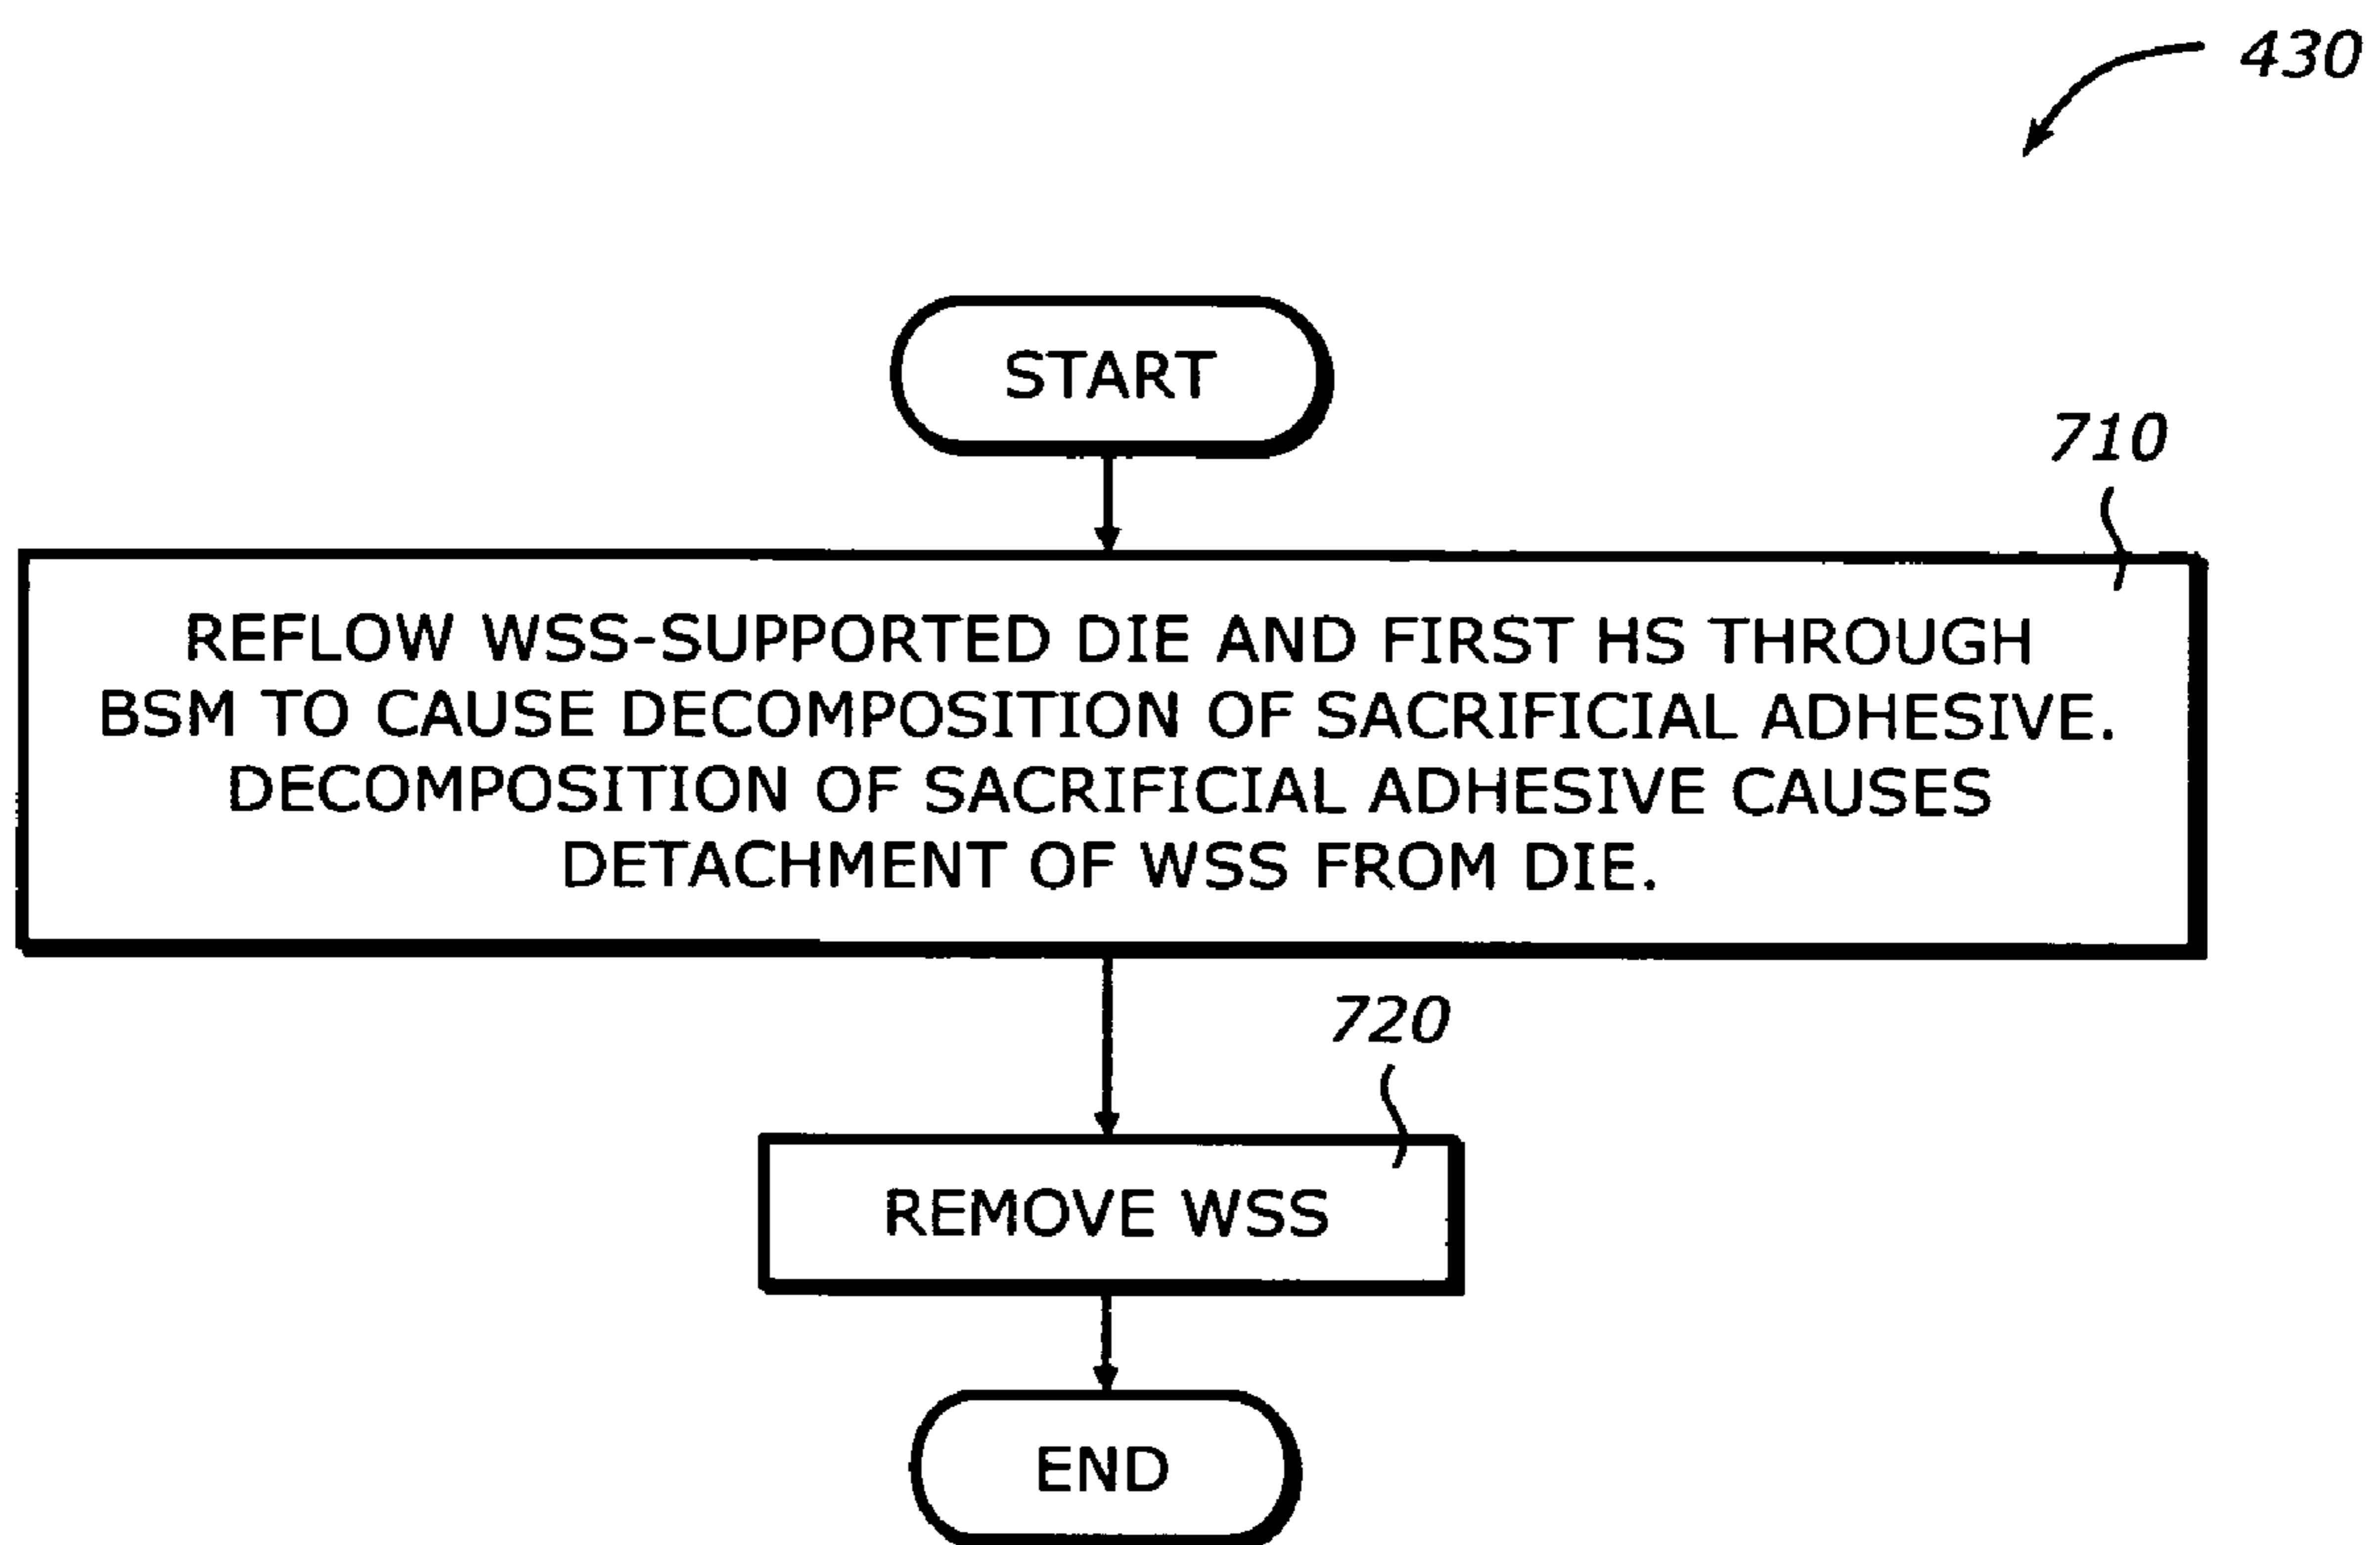 430
START
710
REFLOW WSS-SUPPORTED DIE AND FIRST HS THROUGH
BSM TO CAUSE DECOMPOSITION OF SACRIFICIAL ADHESIVE.
DECOMPOSITION OF SACRIFICIAL ADHESIVE CAUSES
DETACHMENT OF WSS FROM DIE.
720
REMOVE WSS
END